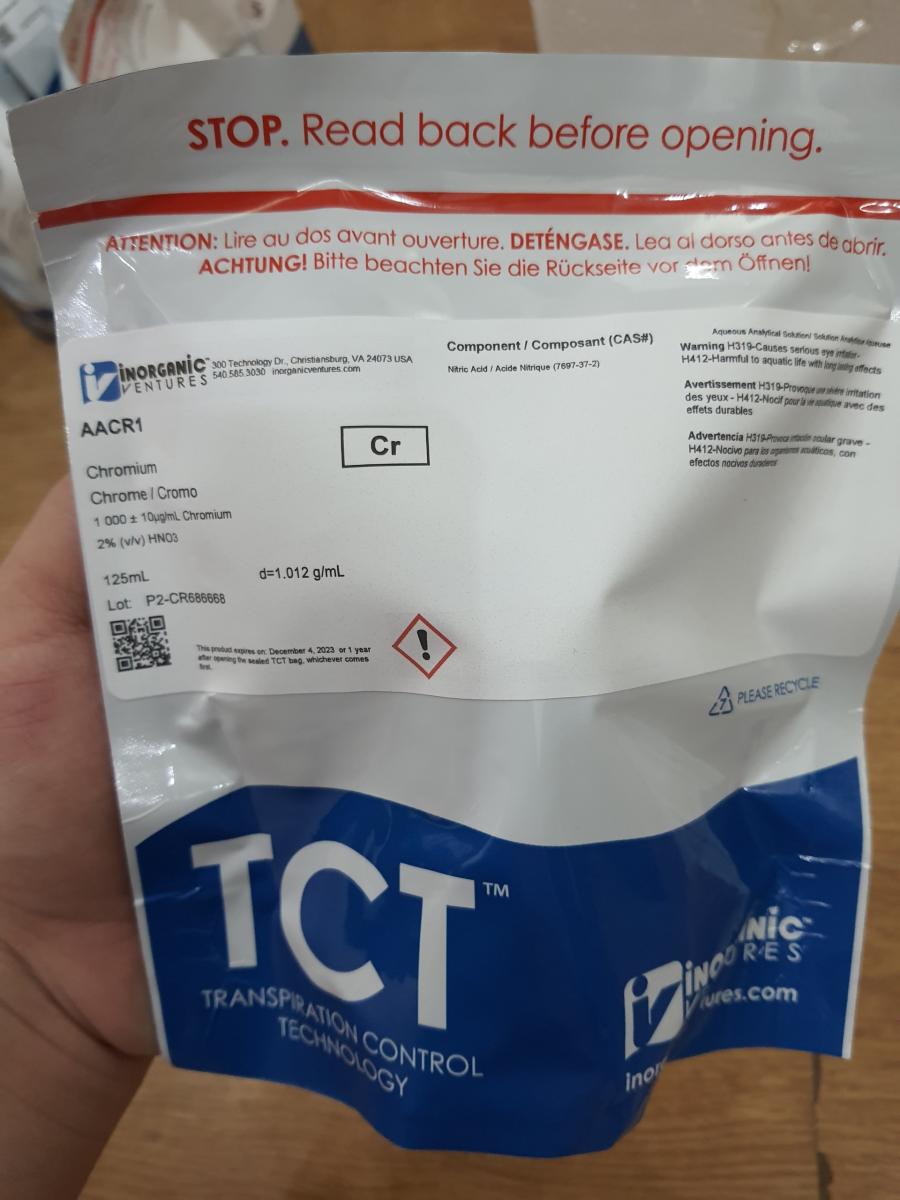 STOP. Read back before opening.
ATTENTION: Lire au dos avant ouverture. DETÉNGASE. Lea al dorso antes de abrir.
ACHTUNG! Bitte beachten Sie die Rückseite vor dem Öffnen!
INORGANIC™
VENTURES
300 Technology Dr., Christiansburg, VA 24073 USA
540.585.3030 inorganicventures.com
AACR1
Cr
Chromium
Chrome / Cromo
1 000 ± 10µg/mL Chromium
2% (v/v) HNO3
125mL
d=1.012 g/mL
Lot: P2-CR686668
This product expires on: December 4, 2023 or 1 year
after opening the sealed TCT bag, whichever comes
first.
Component / Composant (CAS#)
Nitric Acid / Acide Nitrique (7697-37-2)
Aqueous Analytical Solution/ Solution Analytique Aqueuse
Warning H319-Causes serious eye irritation-
H412-Harmful to aquatic life with long lasting effects
Avertissement H319-Provoque une sévère irritation
des yeux - H412-Nocif pour la vie aquatique avec des
effets durables
Advertencia H319-Provoca irritación ocular grave -
H412-Nocivo para los organismos acuáticos, con
efectos nocivos duraderos
7 PLEASE RECYCLE
TCT™
TRANSPIRATION CONTROL
TECHNOLOGY